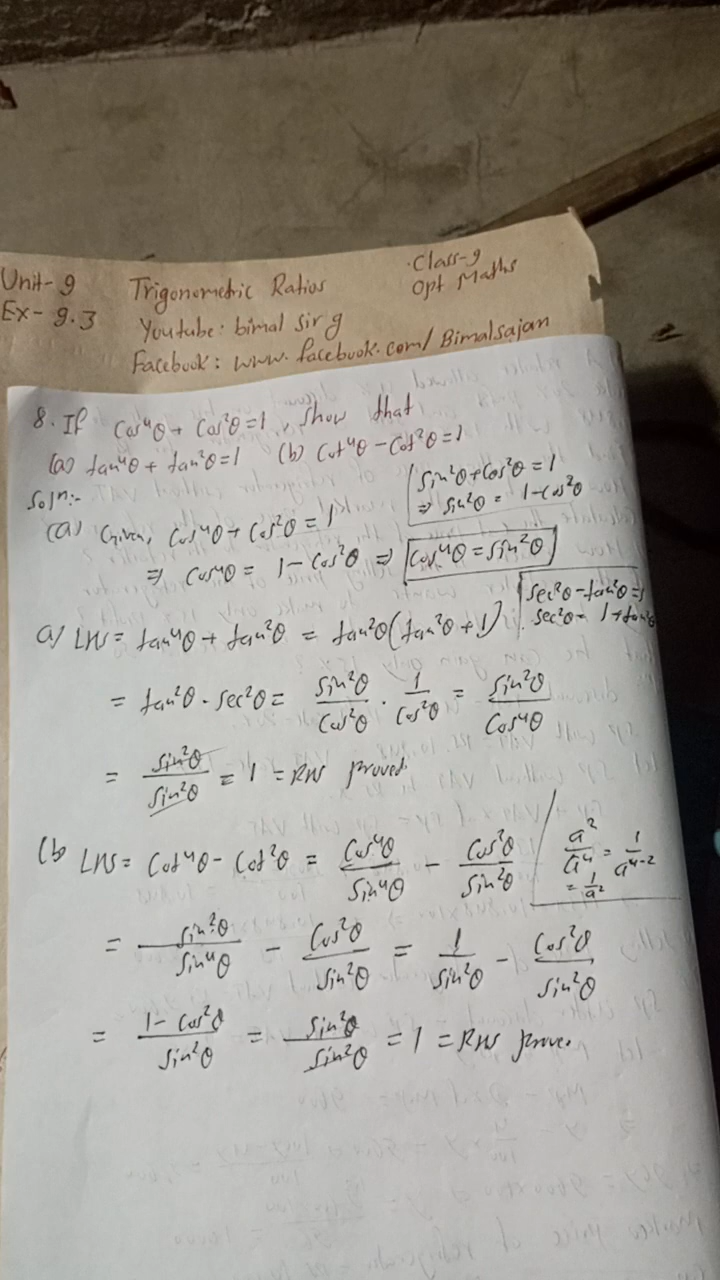 Unit-9 Trigonometric Ratios Class-9
Ex- 9.3 Opt Maths
Youtube: bimal sir g
Facebook: www.facebook.com/Bimalsajan
8. If Cos⁴θ + Cos²θ = 1, show that
(a) tan⁴θ + tan²θ = 1 (b) Cot⁴θ - Cot²θ = 1
Soln:-
(a) Given, Cos⁴θ + Cos²θ = 1
Sin²θ + Cos²θ = 1
⇒ Sin²θ = 1 - Cos²θ
⇒ Cos⁴θ = 1 - Cos²θ ⇒ Cos⁴θ = Sin²θ
a) LHS = tan⁴θ + tan²θ = tan²θ (tan²θ + 1)
sec²θ - tan²θ = 1
sec²θ = 1 + tan²θ
= tan²θ · sec²θ = Sin²θ/Cos²θ · 1/Cos²θ = Sin²θ/Cos⁴θ
= Sin²θ/Sin²θ = 1 = RHS proved.
(b LHS = Cot⁴θ - Cot²θ = Cos⁴θ/Sin⁴θ - Cos²θ/Sin²θ
a²/a⁴ = 1/a⁴⁻²
= 1/a²
= Sin²θ/Sin⁴θ - Cos²θ/Sin²θ = 1/Sin²θ - Cos²θ/Sin²θ
= 1 - Cos²θ/Sin²θ = Sin²θ/Sin²θ = 1 = RHS prove.